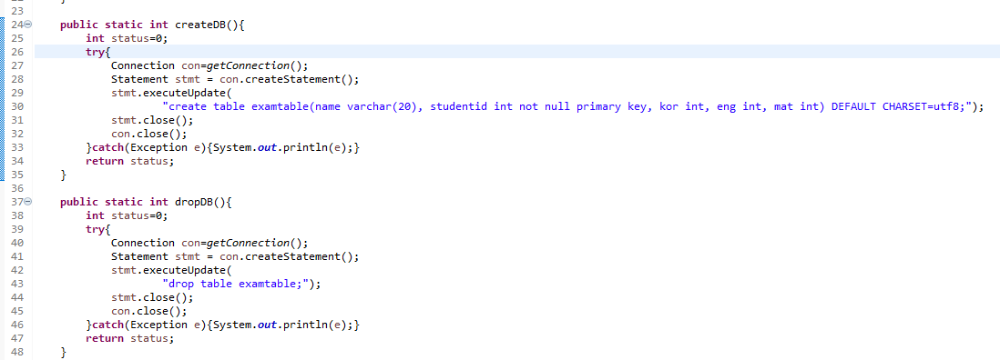 23
24 public static int createDB(){
25 int status=0;
26 try{
27 Connection con=getConnection();
28 Statement stmt = con.createStatement();
29 stmt.executeUpdate(
30 "create table examtable(name varchar(20), studentid int not null primary key, kor int, eng int, mat int) DEFAULT CHARSET=utf8;");
31 stmt.close();
32 con.close();
33 }catch(Exception e){System.out.println(e);}
34 return status;
35 }
36
37 public static int dropDB(){
38 int status=0;
39 try{
40 Connection con=getConnection();
41 Statement stmt = con.createStatement();
42 stmt.executeUpdate(
43 "drop table examtable;");
44 stmt.close();
45 con.close();
46 }catch(Exception e){System.out.println(e);}
47 return status;
48 }